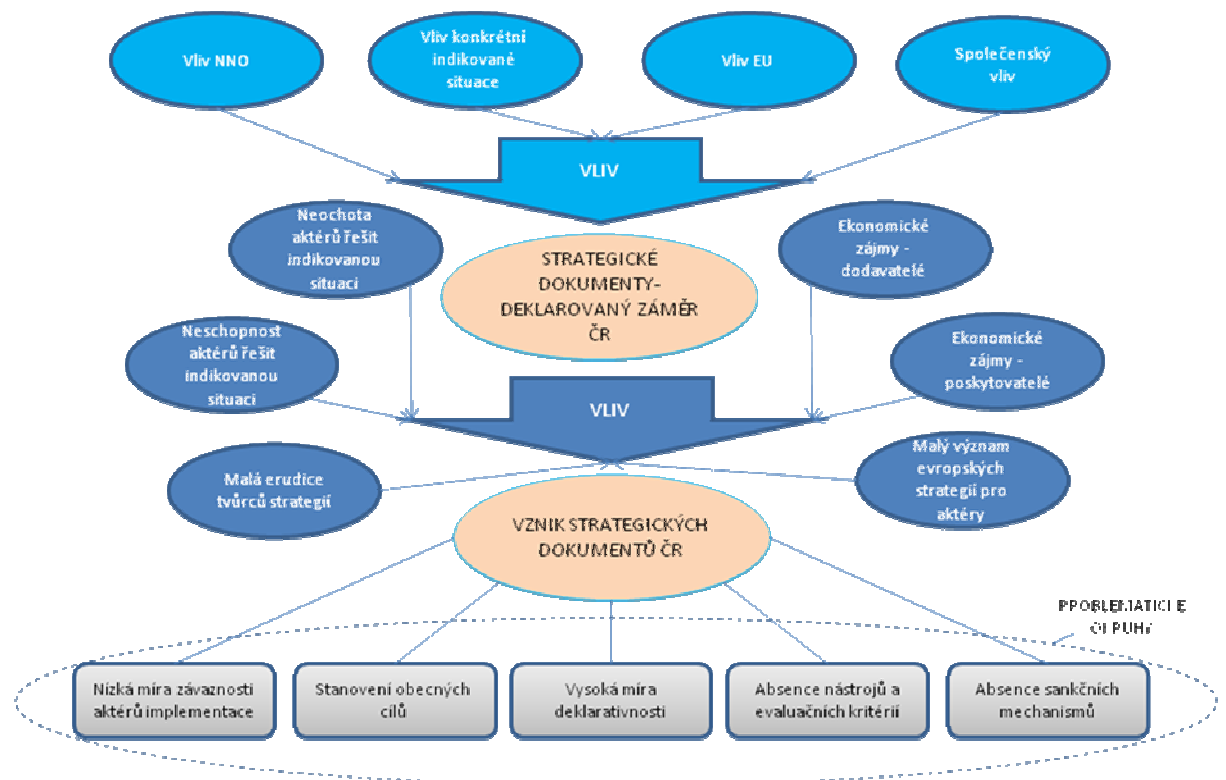 Vliv NNO
Vliv konkrétní
indikované
situace
Vliv EU
Společenský
vliv
VLIV
Neochota
aktérů řešit
indikovanou
situaci
STRATEGICKÉ
DOKUMENTY-
DEKLAROVANÝ ZÁMĚR
ČR
Ekonomické
zájmy -
dodavatelé
Neschopnost
aktérů řešit
indikovanou
situaci
Ekonomické
zájmy -
poskytovatelé
VLIV
Malá erudice
tvůrců strategií
Malý význam
evropských
strategií pro
aktéry
VZNIK STRATEGICKÝCH
DOKUMENTŮ ČR
Nízká míra závaznosti
aktérů implementace
Stanovení obecných
cílů
Vysoká míra
deklarativnosti
Absence nástrojů a
evaluačních kritérií
Absence sankčních
mechanismů